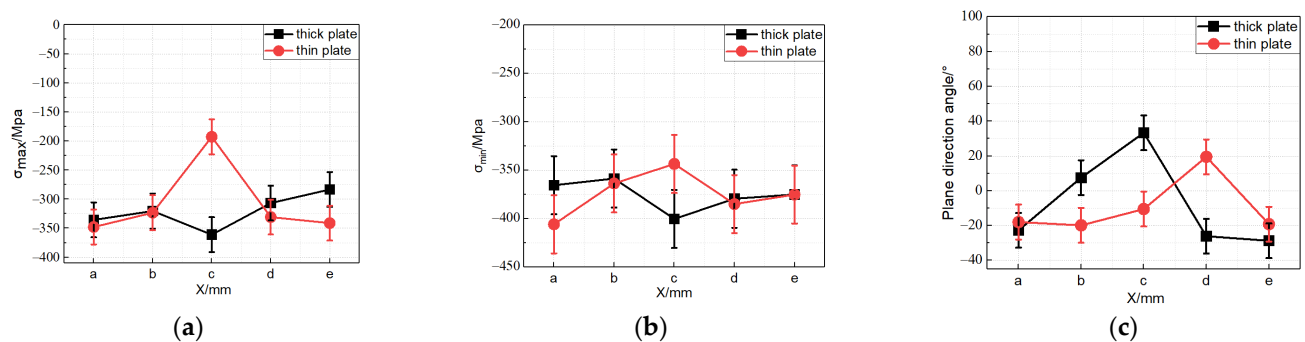 0
−50
−100
−150
−200
−250
−300
−350
−400
σmax/Mpa
a b c d e
X/mm
thick plate
thin plate
(a)
−200
−250
−300
−350
−400
−450
σmin/Mpa
a b c d e
X/mm
thick plate
thin plate
(b)
100
80
60
40
20
0
−20
−40
Plane direction angle/°
a b c d e
X/mm
thick plate
thin plate
(c)